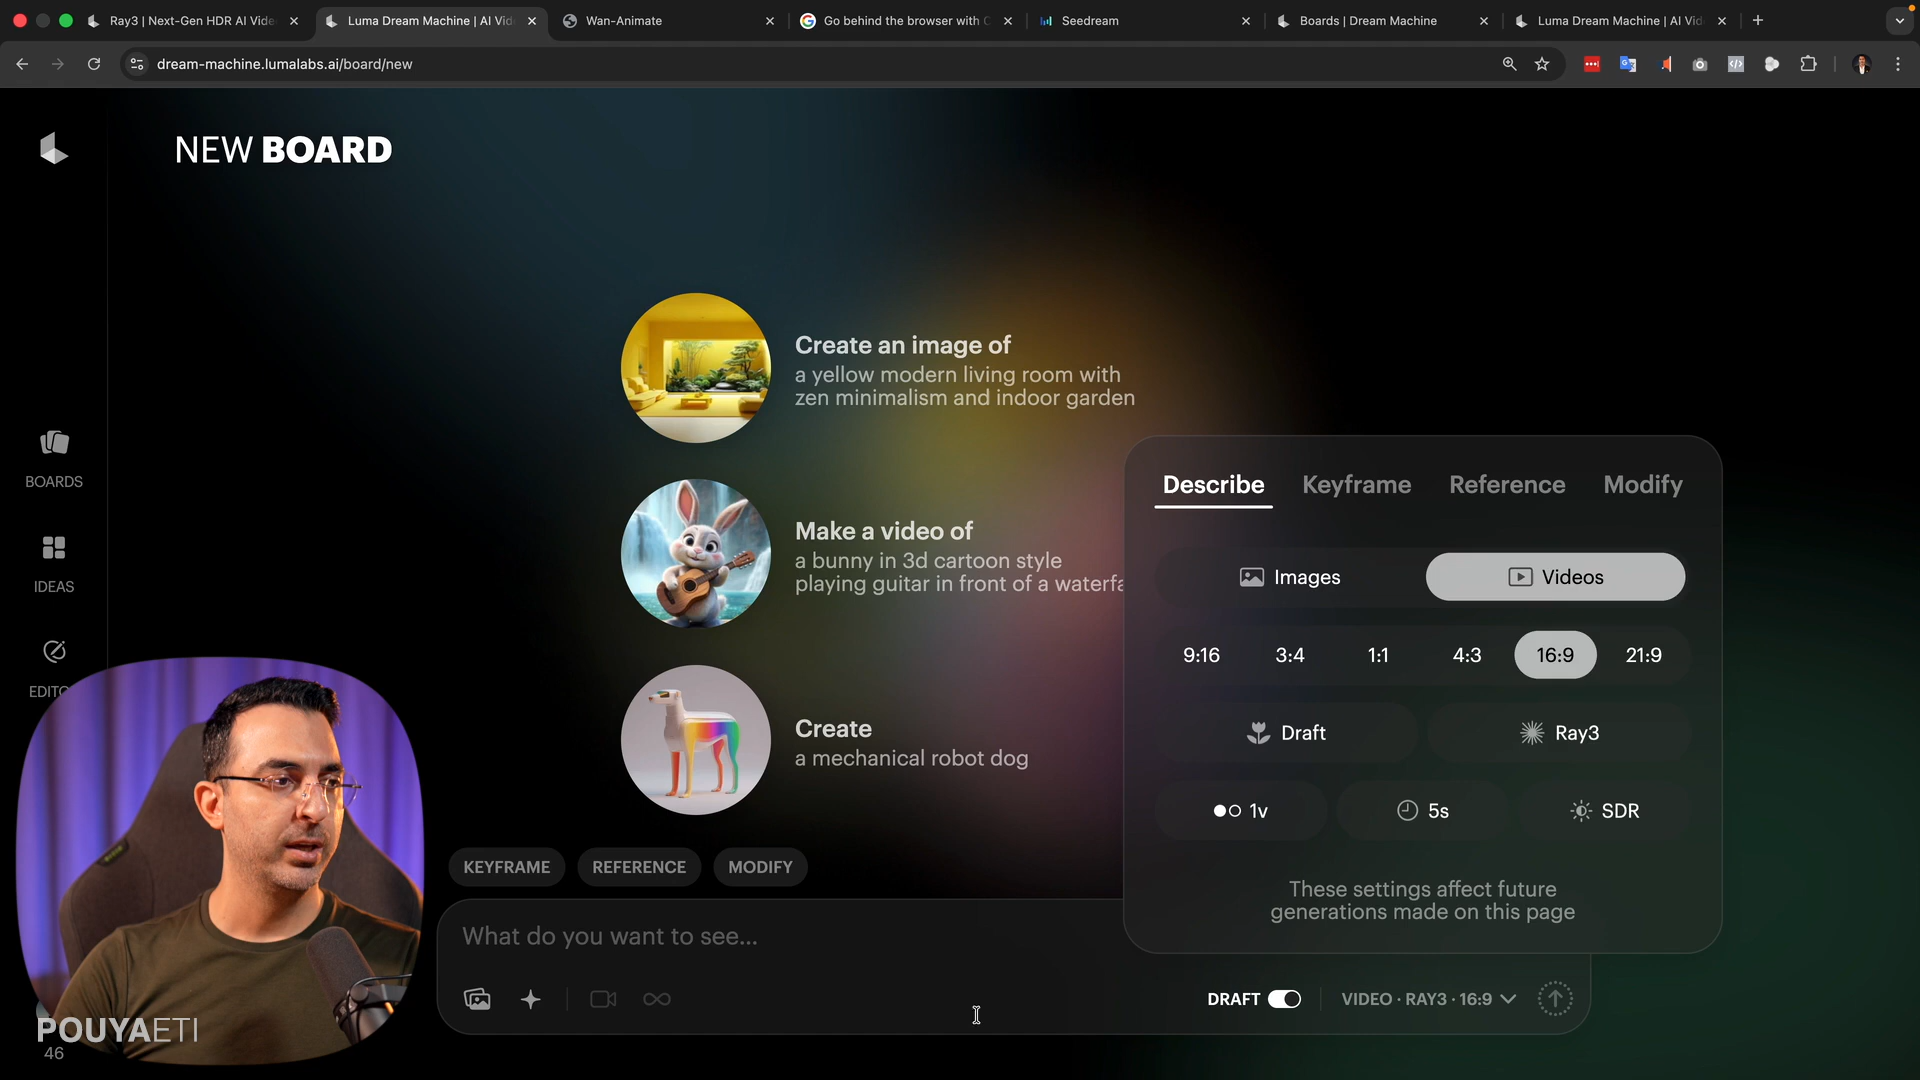 Ray3 | Next-Gen HDR AI Vide
Luma Dream Machine | AI Vid
Wan-Animate
Go behind the browser with C
Seedream
Boards | Dream Machine
Luma Dream Machine | AI Vid
dream-machine.lumalabs.ai/board/new
NEW BOARD
Create an image of
a yellow modern living room with
zen minimalism and indoor garden
BOARDS
Describe
Keyframe
Reference
Modify
Make a video of
a bunny in 3d cartoon style
playing guitar in front of a waterfa
Images
Videos
IDEAS
9:16
3:4
1:1
4:3
16:9
21:9
EDITO
Create
a mechanical robot dog
Draft
Ray3
1v
5s
SDR
KEYFRAME
REFERENCE
MODIFY
These settings affect future
generations made on this page
What do you want to see...
DRAFT
VIDEO · RAY3 · 16:9
POUYAETI
46